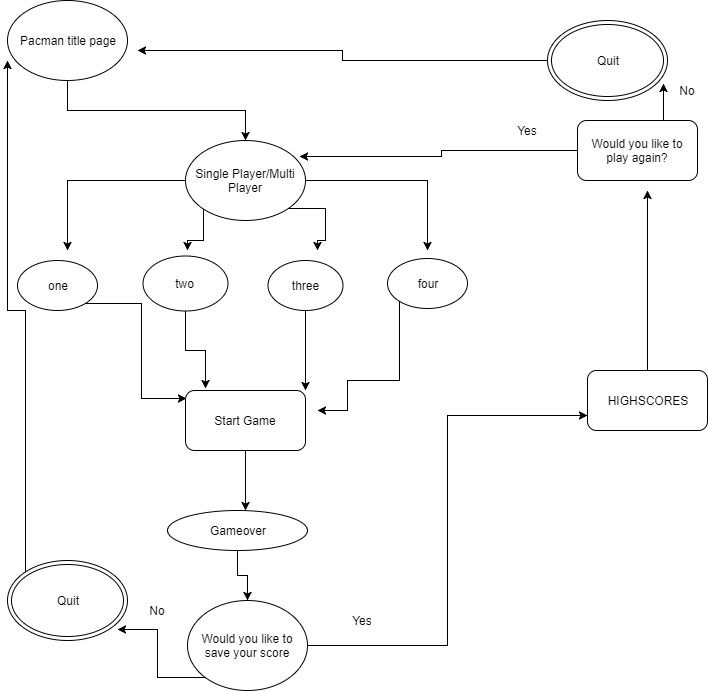 Pacman title page
Quit
No
Yes
Would you like to
play again?
Single Player/Multi
Player
one
two
three
four
HIGHSCORES
Start Game
Gameover
Quit
No
Yes
Would you like to
save your score